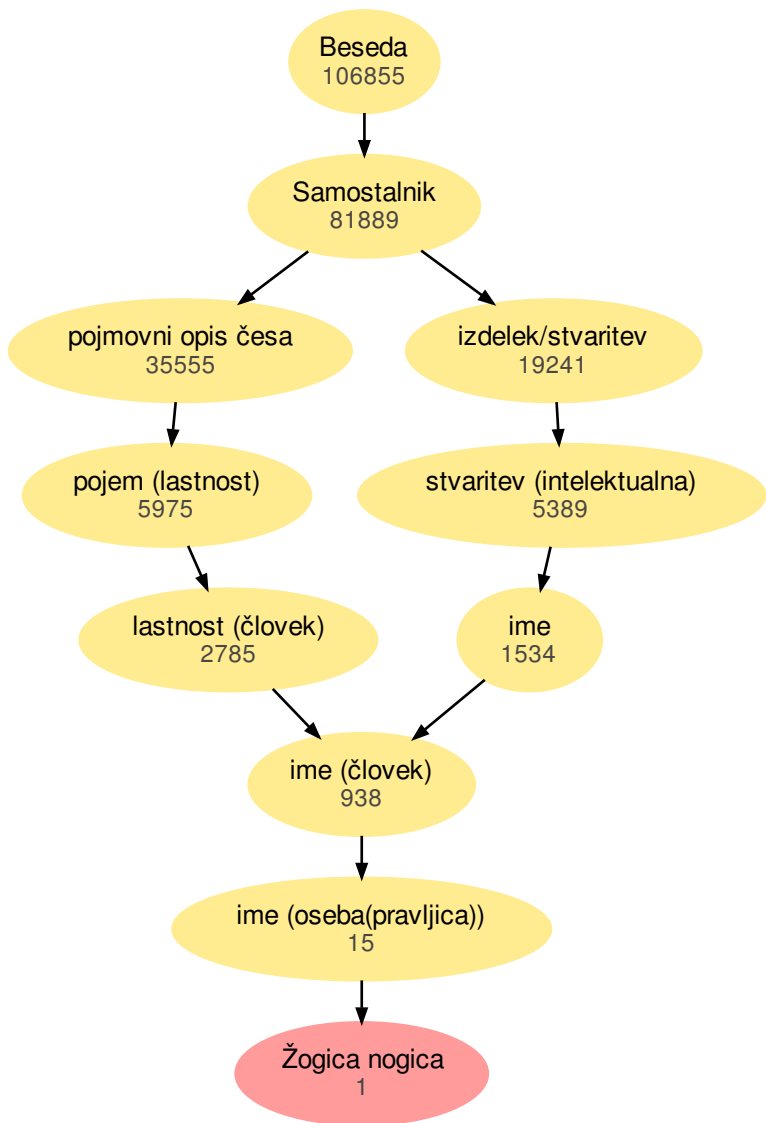 Beseda
106855
Samostalnik
81889
pojmovni opis česa
35555
izdelek/stvaritev
19241
pojem (lastnost)
5975
stvaritev (intelektualna)
5389
lastnost (človek)
2785
ime
1534
ime (človek)
938
ime (oseba(pravljica))
15
Žogica nogica
1